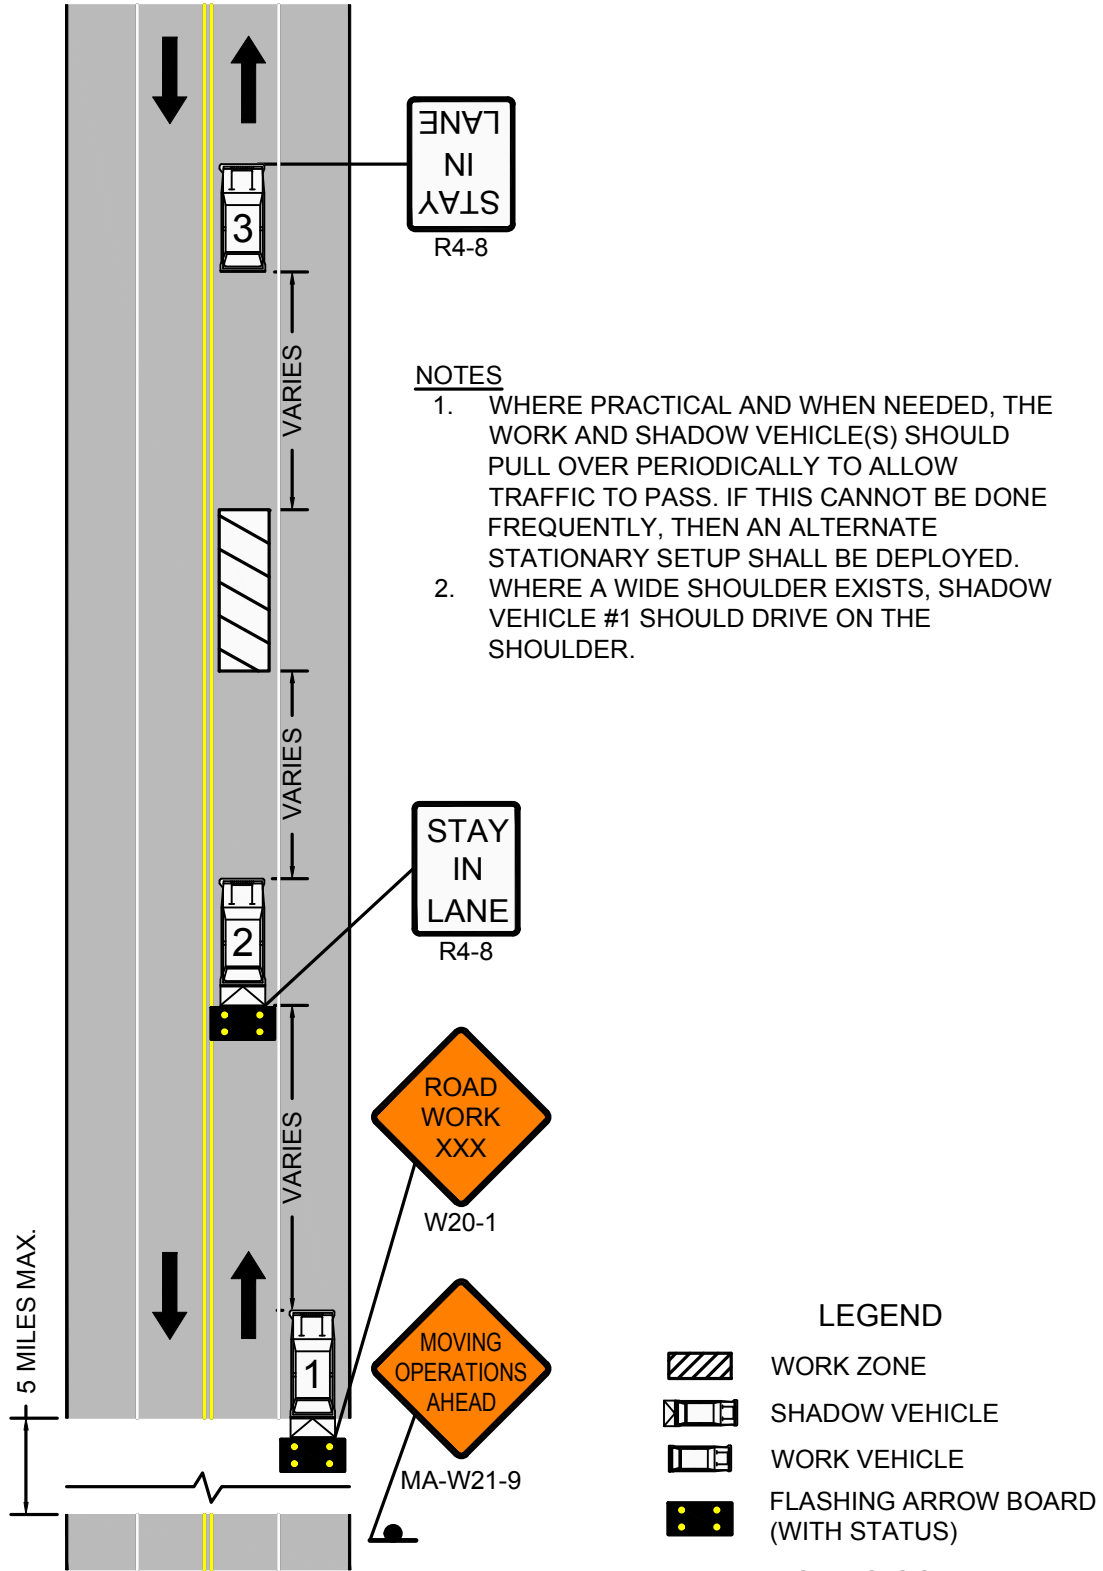 LANE
IN
STAY
R4-8
3
VARIES
NOTES
1. WHERE PRACTICAL AND WHEN NEEDED, THE
WORK AND SHADOW VEHICLE(S) SHOULD
PULL OVER PERIODICALLY TO ALLOW
TRAFFIC TO PASS. IF THIS CANNOT BE DONE
FREQUENTLY, THEN AN ALTERNATE
STATIONARY SETUP SHALL BE DEPLOYED.
2. WHERE A WIDE SHOULDER EXISTS, SHADOW
VEHICLE #1 SHOULD DRIVE ON THE
SHOULDER.
VARIES
STAY
IN
LANE
R4-8
2
ROAD
WORK
XXX
W20-1
VARIES
5 MILES MAX.
1
MOVING
OPERATIONS
AHEAD
MA-W21-9
LEGEND
WORK ZONE
SHADOW VEHICLE
WORK VEHICLE
FLASHING ARROW BOARD
(WITH STATUS)